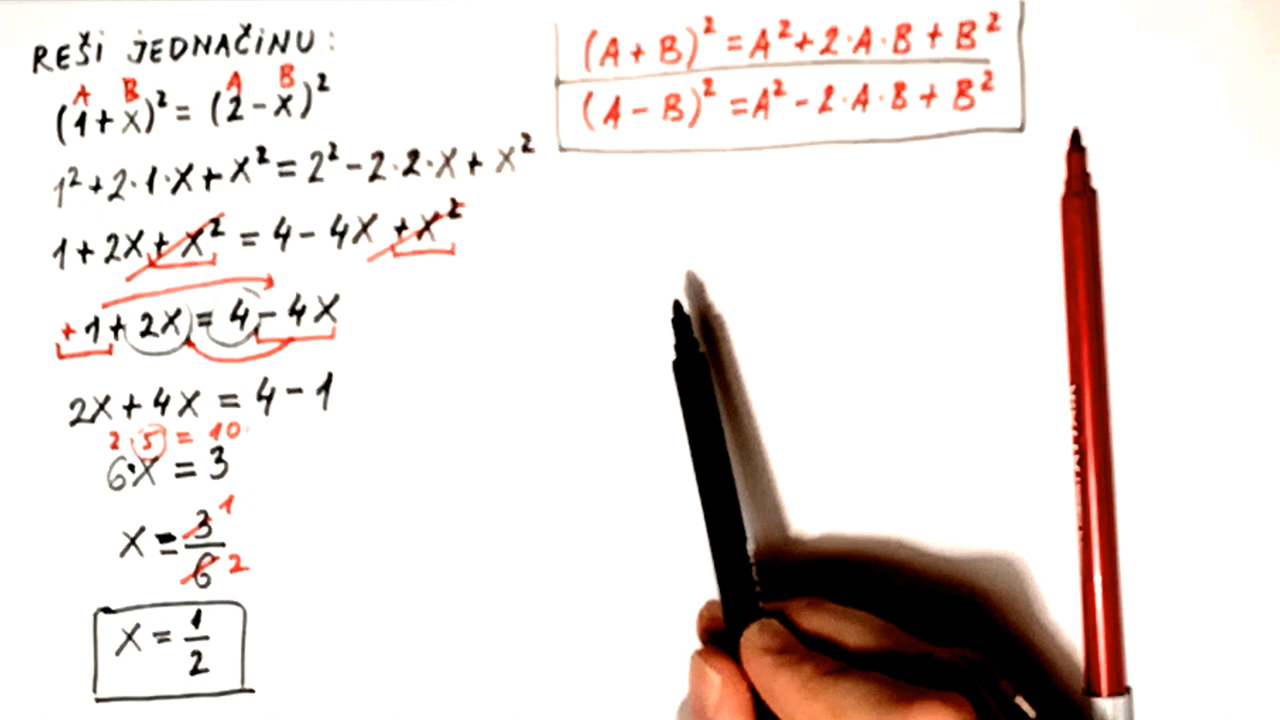 REŠI JEDNAČINU:
A B A B
(1+x)² = (2-x)²
1²+2·1·x+x² = 2²-2·2·x+x²
1+2x+x² = 4-4x+x²
+1+2x = 4-4x
2x+4x = 4-1
2·5 = 10
6·x = 3
x = 3/6 1 2
x = 1/2
(A+B)² = A²+2·A·B+B²
(A-B)² = A²-2·A·B+B²